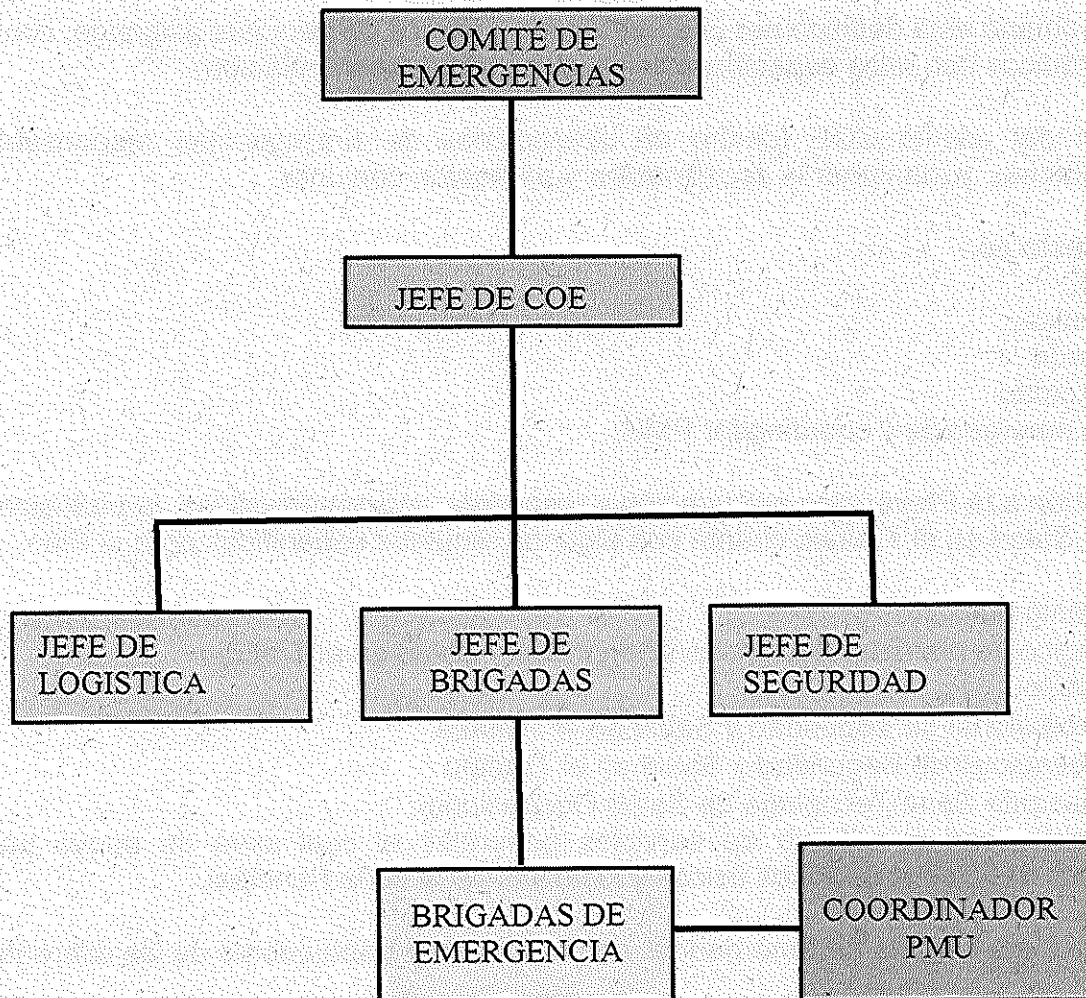 COMITÉ DE
EMERGENCIAS
JEFE DE COE
JEFE DE
LOGISTICA
JEFE DE
BRIGADAS
JEFE DE
SEGURIDAD
BRIGADAS DE
EMERGENCIA
COORDINADOR
PMU